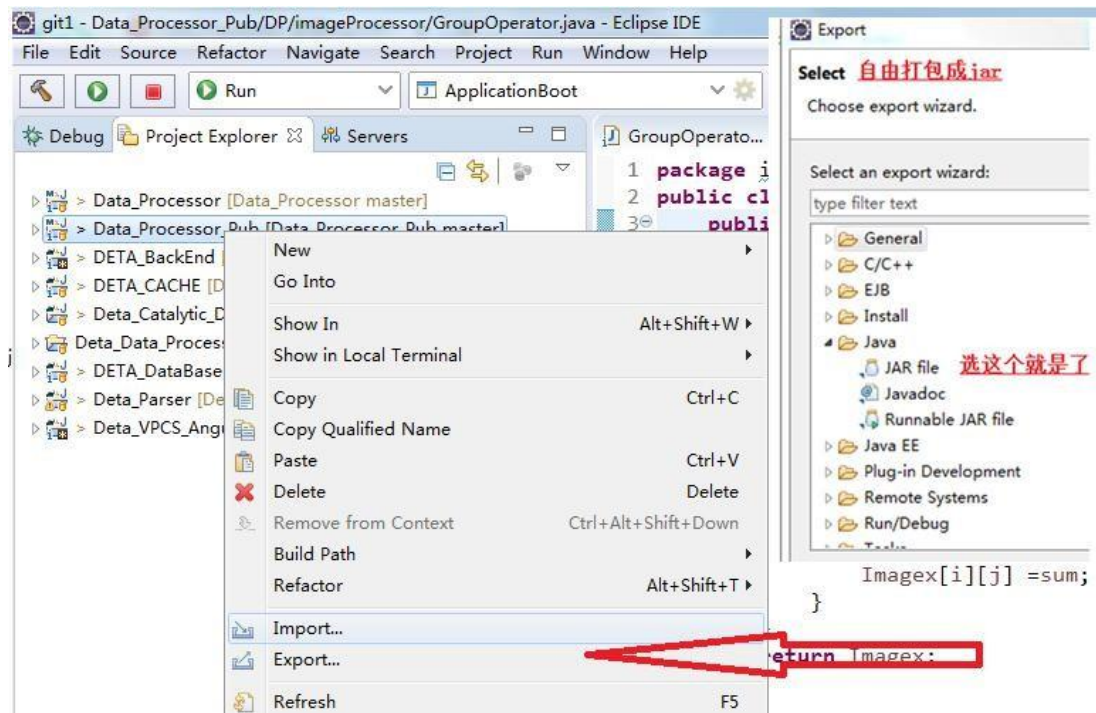 git1 - Data_Processor_Pub/DP/imageProcessor/GroupOperator.java - Eclipse IDE
File Edit Source Refactor Navigate Search Project Run Window Help
Run
ApplicationBoot
Debug Project Explorer Servers
GroupOperato...
> Data_Processor [Data_Processor master]
> Data_Processor_Pub [Data_Processor_Pub master]
> DETA_BackEnd [
> DETA_CACHE [D
> Deta_Catalytic_D
Deta_Data_Proces
> DETA_DataBase
> Deta_Parser [De
> Deta_VPCS_Angu
j
1 package i
2 public cl
3 publi
New
Go Into
Show In Alt+Shift+W
Show in Local Terminal
Copy Ctrl+C
Copy Qualified Name
Paste Ctrl+V
Delete Delete
Remove from Context Ctrl+Alt+Shift+Down
Build Path
Refactor Alt+Shift+T
Import...
Export...
Refresh F5
Export
Select 自由打包成jar
Choose export wizard.
Select an export wizard:
type filter text
General
C/C++
EJB
Install
Java
JAR file 选这个就是了
Javadoc
Runnable JAR file
Java EE
Plug-in Development
Remote Systems
Run/Debug
Imagex[i][j] =sum;
}
return Imagex;